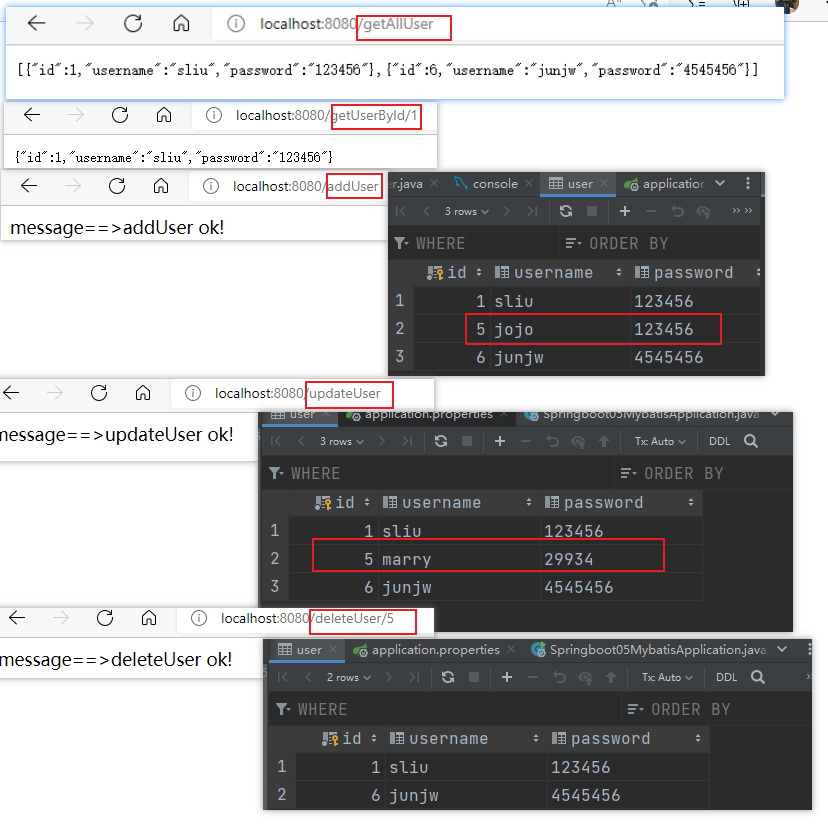 localhost:8080/getAllUser
[{"id":1,"username":"sliu","password":"123456"},{"id":6,"username":"junjw","password":"4545456"}]
localhost:8080/getUserById/1
{"id":1,"username":"sliu","password":"123456"}
localhost:8080/addUser
message==>addUser ok!
er.java console user application
3 rows
WHERE ORDER BY
id username password
1 1 sliu 123456
2 5 jojo 123456
3 6 junjw 4545456
localhost:8080/updateUser
message==>updateUser ok!
user application.properties Springboot05MybatisApplication.java
3 rows Tx: Auto DDL
WHERE ORDER BY
id username password
1 1 sliu 123456
2 5 marry 29934
3 6 junjw 4545456
localhost:8080/deleteUser/5
message==>deleteUser ok!
user application.properties Springboot05MybatisApplication.java
2 rows Tx: Auto DDL
WHERE ORDER BY
id username password
1 1 sliu 123456
2 6 junjw 4545456